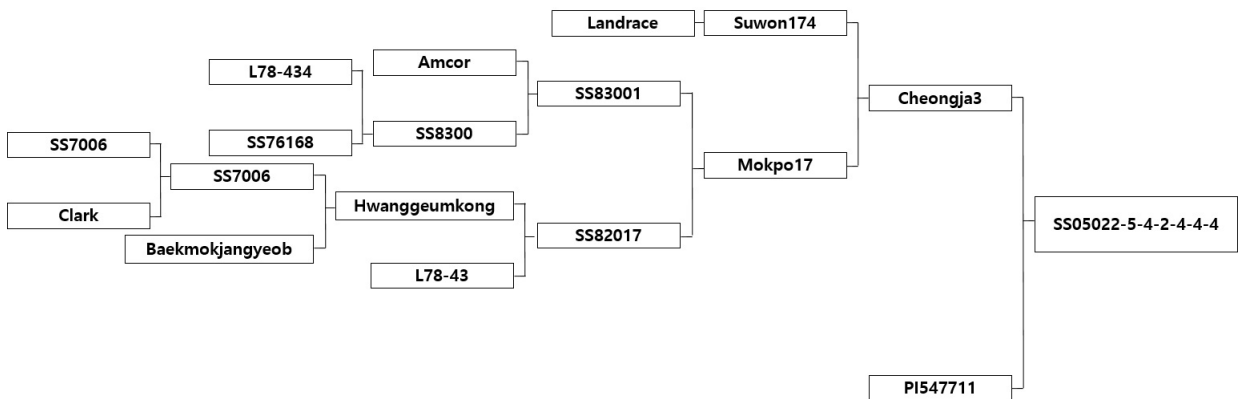 Landrace
Suwon174
Amcor
L78-434
SS83001
Cheongja3
SS7006
SS76168
SS8300
Mokpo17
SS7006
Hwanggeumkong
Clark
SS05022-5-4-2-4-4-4
Baekmokjangyeob
SS82017
L78-43
PI547711